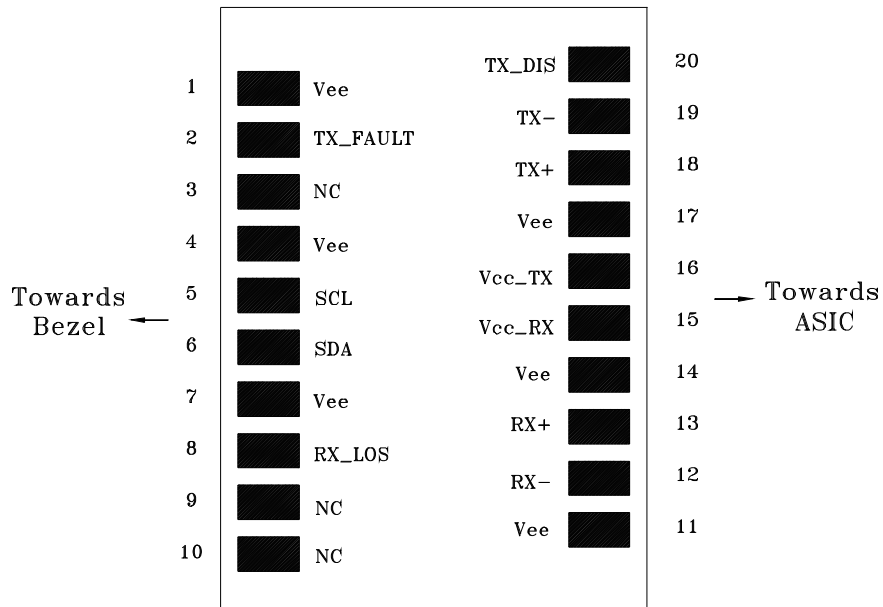 1 Vee
2 TX_FAULT
3 NC
4 Vee
5 SCL
6 SDA
7 Vee
8 RX_LOS
9 NC
10 NC
Towards
Bezel
TX_DIS 20
TX− 19
TX+ 18
Vee 17
Vcc_TX 16
Vcc_RX 15
Vee 14
RX+ 13
RX− 12
Vee 11
Towards
ASIC